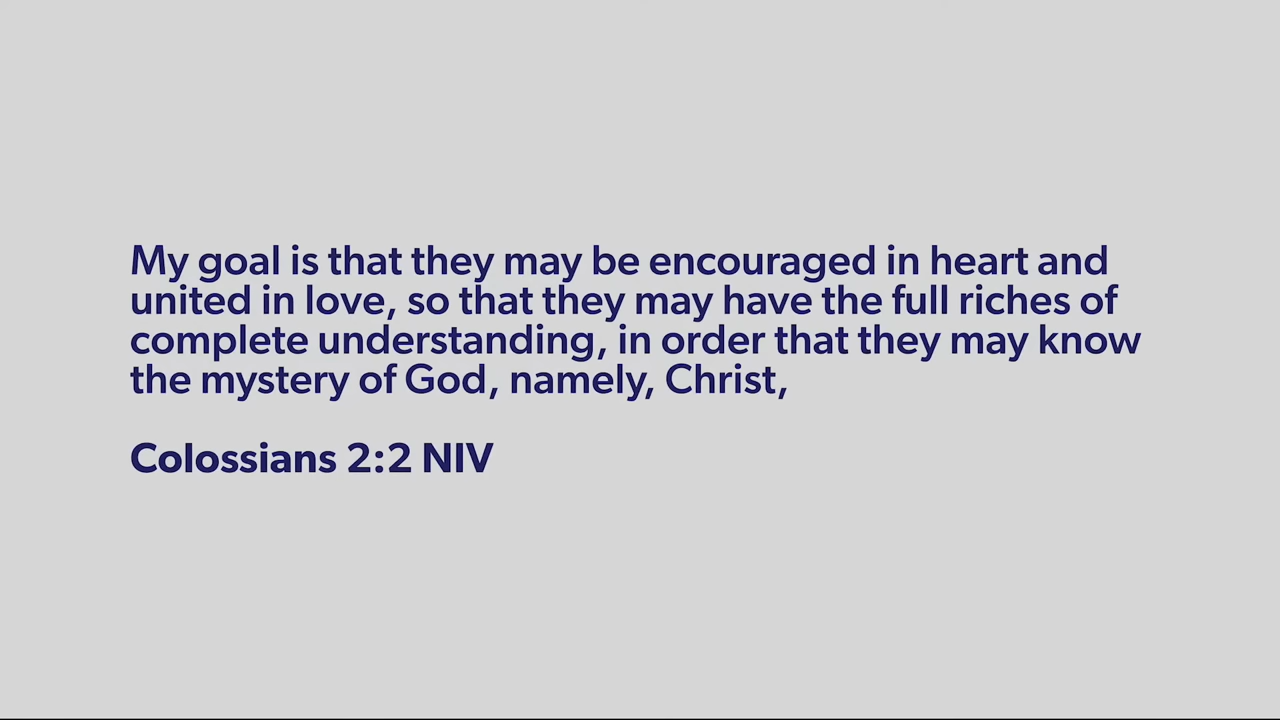 My goal is that they may be encouraged in heart and
united in love, so that they may have the full riches of
complete understanding, in order that they may know
the mystery of God, namely, Christ,
Colossians 2:2 NIV